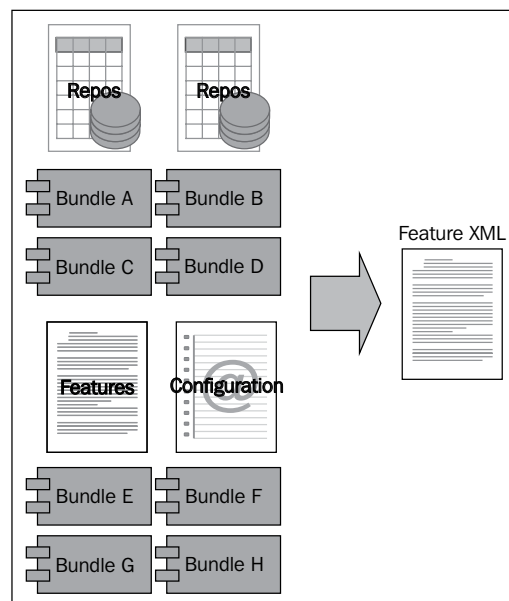 Repos
Repos
Bundle A
Bundle B
Bundle C
Bundle D
Feature XML
Features
Configuration
@
Bundle E
Bundle F
Bundle G
Bundle H